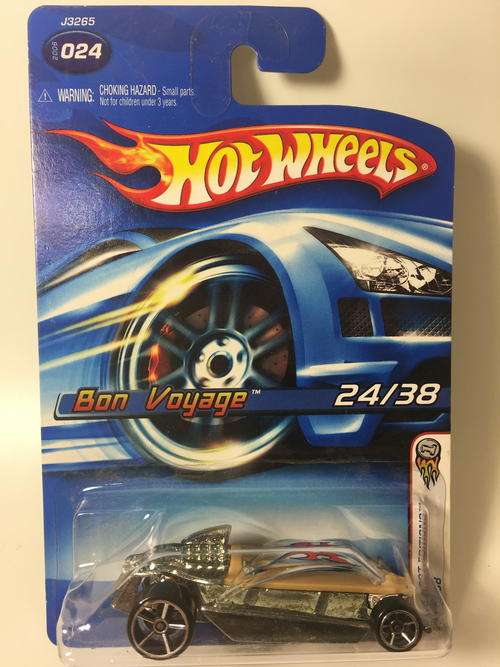 J3265
2006
024
WARNING: CHOKING HAZARD - Small parts
Not for children under 3 years.
HOT WHEELS®
Bon Voyage™
24/38